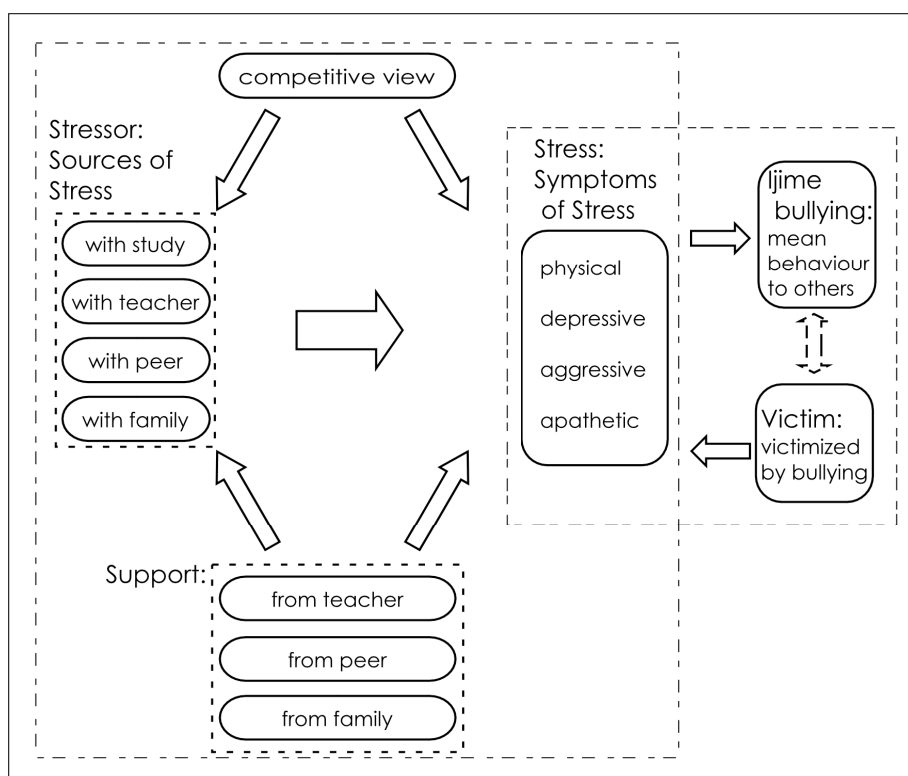 competitive view
Stressor:
Sources of
Stress
with study
with teacher
with peer
with family
Stress:
Symptoms
of Stress
physical
depressive
aggressive
apathetic
Ijime
bullying:
mean
behaviour
to others
Victim:
victimized
by bullying
Support:
from teacher
from peer
from family